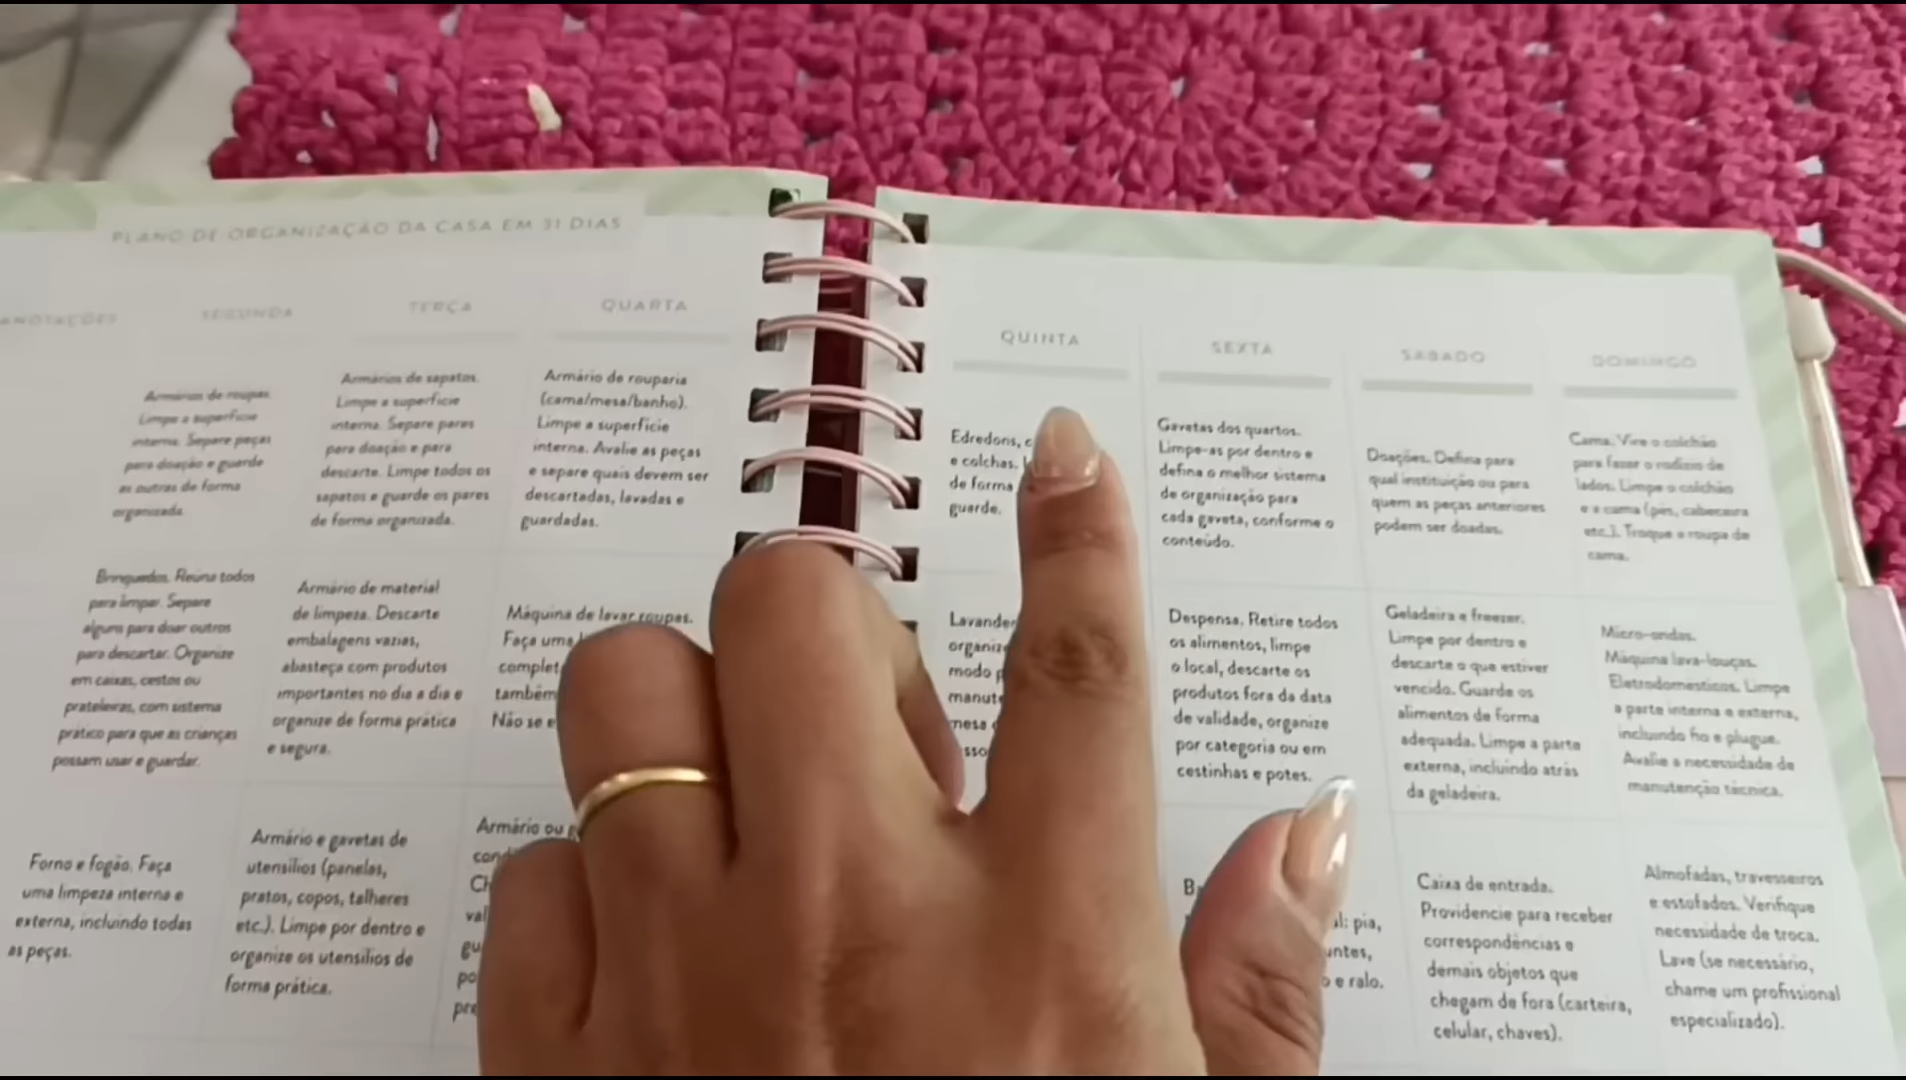 PLANO DE ORGANIZAÇÃO DA CASA EM 31 DIAS
ANOTAÇÕES
SEGUNDA
TERÇA
QUARTA
QUINTA
SEXTA
SÁBADO
DOMINGO
Armários de roupas.
Limpe a superfície
interna. Separe peças
para doação e guarde
as outras de forma
organizada.
Armários de sapatos.
Limpe a superfície
interna. Separe pares
para doação e para
descarte. Limpe todos os
sapatos e guarde os pares
de forma organizada.
Armário de rouparia
(cama/mesa/banho).
Limpe a superfície
interna. Avalie as peças
e separe quais devem ser
descartadas, lavadas e
guardadas.
Edredons,
e colchas.
de forma
guarde.
Gavetas dos quartos.
Limpe-as por dentro e
defina o melhor sistema
de organização para
cada gaveta, conforme o
conteúdo.
Doações. Defina para
qual instituição ou para
quem as peças anteriores
podem ser doadas.
Cama. Vire o colchão
para fazer o rodízio de
lados. Limpe o colchão
e a cama (pés, cabeceira
etc.). Troque a roupa de
cama.
Brinquedos. Reúna todos
para limpar. Separe
alguns para doar outros
para descartar. Organize
em caixas, cestos ou
prateleiras, com sistema
prático para que as crianças
possam usar e guardar.
Armário de material
de limpeza. Descarte
embalagens vazias,
abasteça com produtos
importantes no dia a dia e
organize de forma prática
e segura.
Máquina de lavar roupas.
Faça uma
também
Não se
modo
Despensa. Retire todos
os alimentos, limpe
o local, descarte os
produtos fora da data
de validade, organize
por categoria ou em
cestinhas e potes.
Geladeira e freezer.
Limpe por dentro e
descarte o que estiver
vencido. Guarde os
alimentos de forma
adequada. Limpe a parte
externa, incluindo atrás
da geladeira.
Micro-ondas.
Máquina lava-louças.
Eletrodomésticos. Limpe
a parte interna e externa,
incluindo fio e plugue.
Avalie a necessidade de
manutenção técnica.
Forno e fogão. Faça
uma limpeza interna e
externa, incluindo todas
as peças.
Armário e gavetas de
utensílios (panelas,
pratos, copos, talheres
etc.). Limpe por dentro e
organize os utensílios de
forma prática.
Armário ou
pia,
e ralo.
Caixa de entrada.
Providencie para receber
correspondências e
demais objetos que
chegam de fora (carteira,
celular, chaves).
Almofadas, travesseiros
e estofados. Verifique
necessidade de troca.
Lave (se necessário,
chame um profissional
especializado).